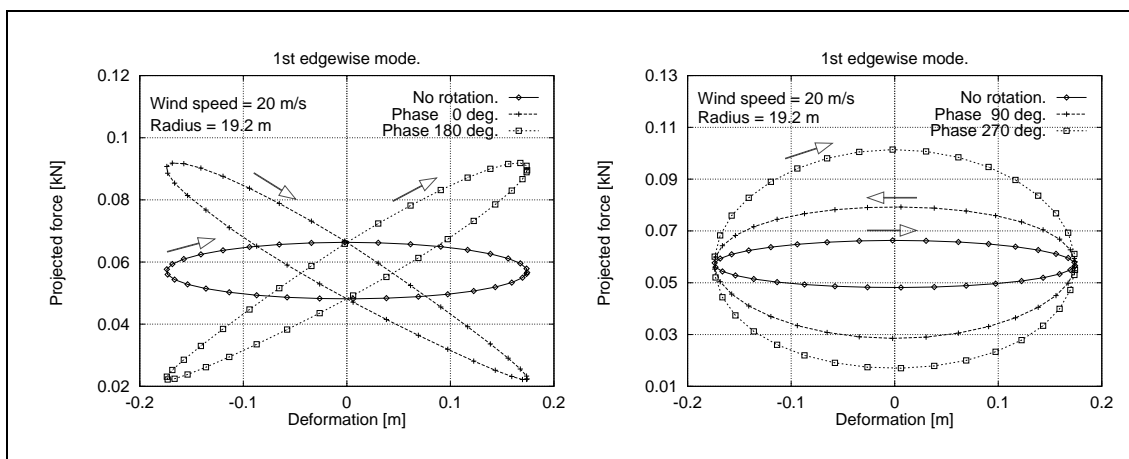 1st edgewise mode.
Wind speed = 20 m/s
Radius = 19.2 m
No rotation.
Phase 0 deg.
Phase 180 deg.
Projected force [kN]
0.12
0.1
0.08
0.06
0.04
0.02
-0.2
-0.1
0
0.1
0.2
Deformation [m]
1st edgewise mode.
Wind speed = 20 m/s
Radius = 19.2 m
No rotation.
Phase 90 deg.
Phase 270 deg.
Projected force [kN]
0.13
0.11
0.09
0.07
0.05
0.03
0.01
-0.2
-0.1
0
0.1
0.2
Deformation [m]